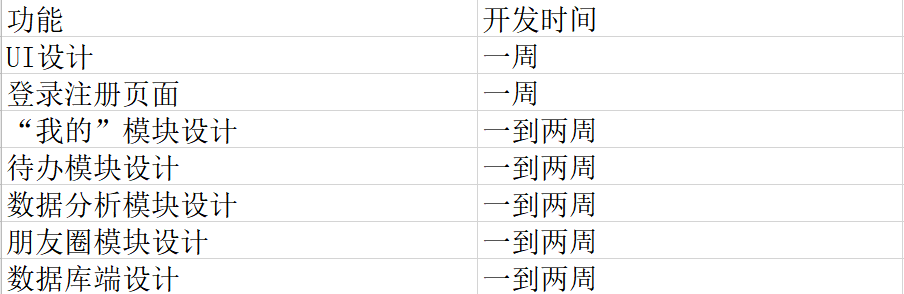 功能 开发时间
UI设计 一周
登录注册页面 一周
“我的”模块设计 一到两周
待办模块设计 一到两周
数据分析模块设计 一到两周
朋友圈模块设计 一到两周
数据库端设计 一到两周